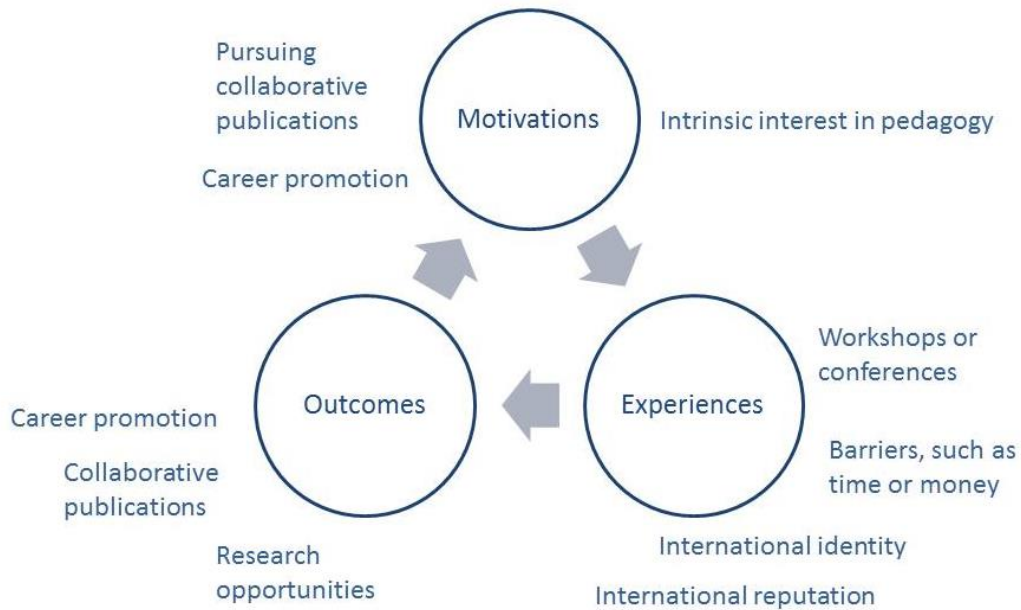 Pursuing
collaborative
publications
Motivations
Intrinsic interest in pedagogy
Career promotion
Workshops or
conferences
Outcomes
Experiences
Career promotion
Barriers, such as
time or money
Collaborative
publications
International identity
Research
opportunities
International reputation